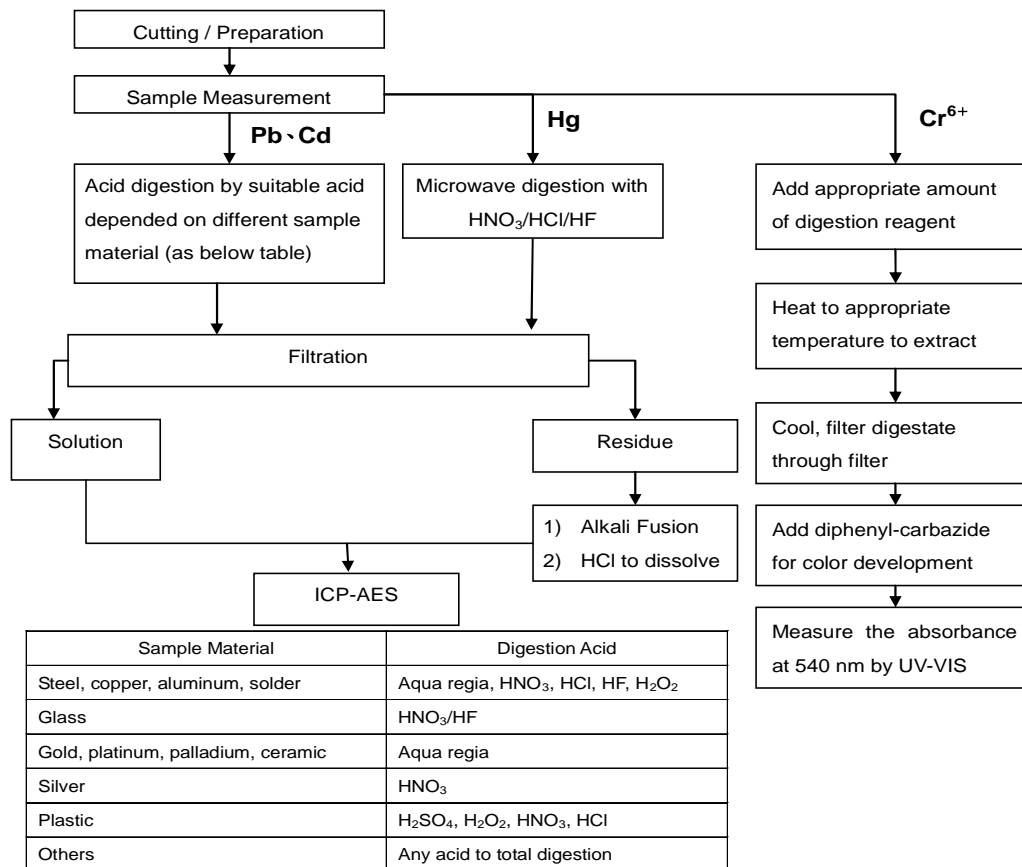 Cutting / Preparation
Sample Measurement
Pb、Cd
Hg
Cr⁶⁺
Acid digestion by suitable acid
depended on different sample
material (as below table)
Microwave digestion with
HNO₃/HCl/HF
Add appropriate amount
of digestion reagent
Heat to appropriate
temperature to extract
Filtration
Solution
Residue
Cool, filter digestate
through filter
1) Alkali Fusion
2) HCl to dissolve
Add diphenyl-carbazide
for color development
ICP-AES
Measure the absorbance
at 540 nm by UV-VIS
Sample Material Digestion Acid
Steel, copper, aluminum, solder Aqua regia, HNO₃, HCl, HF, H₂O₂
Glass HNO₃/HF
Gold, platinum, palladium, ceramic Aqua regia
Silver HNO₃
Plastic H₂SO₄, H₂O₂, HNO₃, HCl
Others Any acid to total digestion